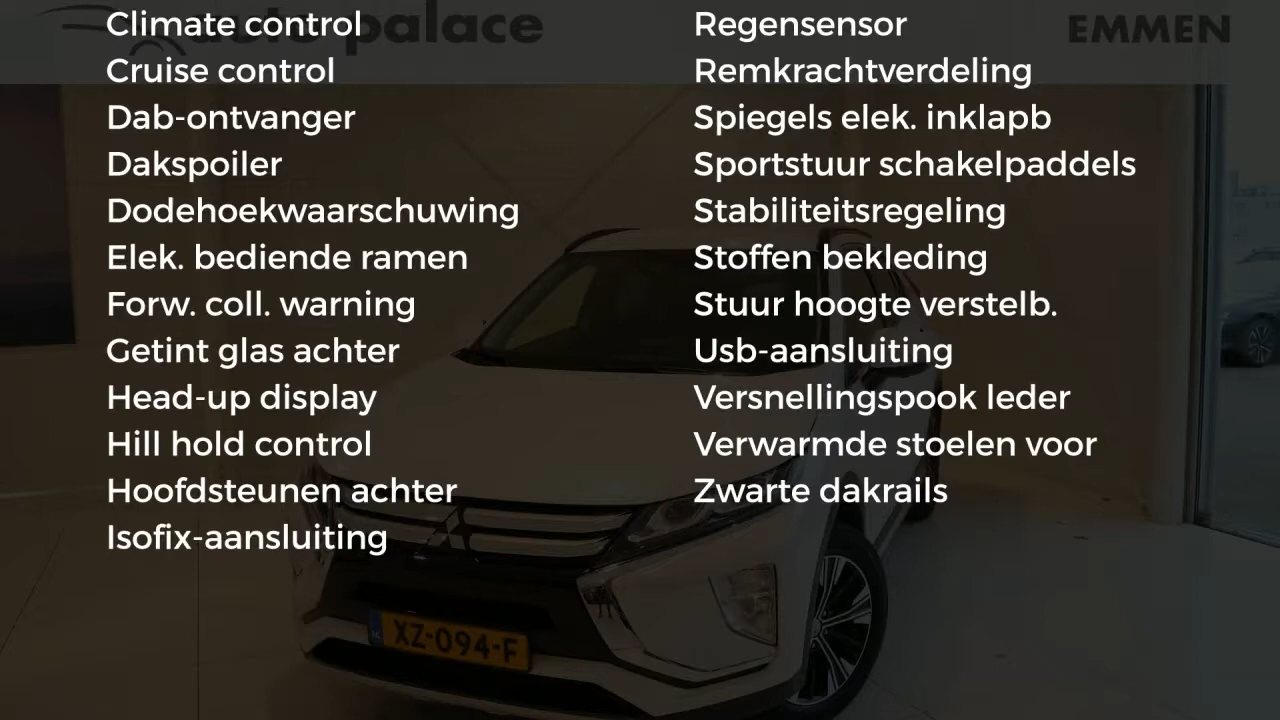 auto palace
EMMEN
Climate control
Cruise control
Dab-ontvanger
Dakspoiler
Dodehoekwaarschuwing
Elek. bediende ramen
Forw. coll. warning
Getint glas achter
Head-up display
Hill hold control
Hoofdsteunen achter
Isofix-aansluiting
Regensensor
Remkrachtverdeling
Spiegels elek. inklapb
Sportstuur schakelpaddels
Stabiliteitsregeling
Stoffen bekleding
Stuur hoogte verstelb.
Usb-aansluiting
Versnellingspook leder
Verwarmde stoelen voor
Zwarte dakrails
XZ-094-F